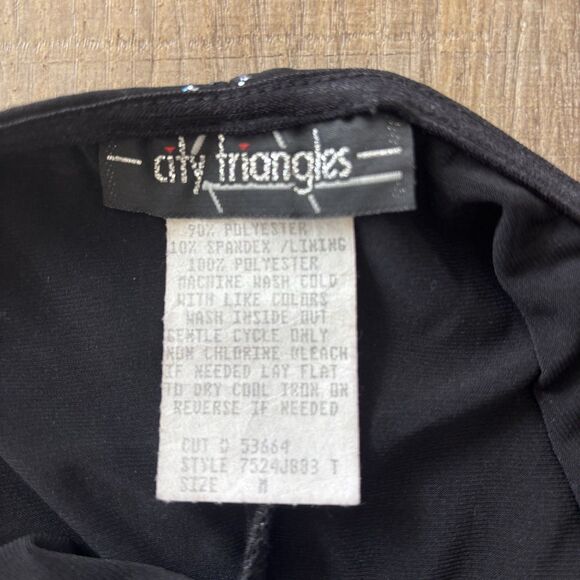 city triangles
90% POLYESTER
10% SPANDEX /LINING
100% POLYESTER
MACHINE WASH COLD
WITH LIKE COLORS
WASH INSIDE OUT
GENTLE CYCLE ONLY
NON CHLORINE BLEACH
IF NEEDED LAY FLAT
TO DRY COOL IRON ON
REVERSE IF NEEDED
CUT D 53664
STYLE 7524J883 T
SIZE M